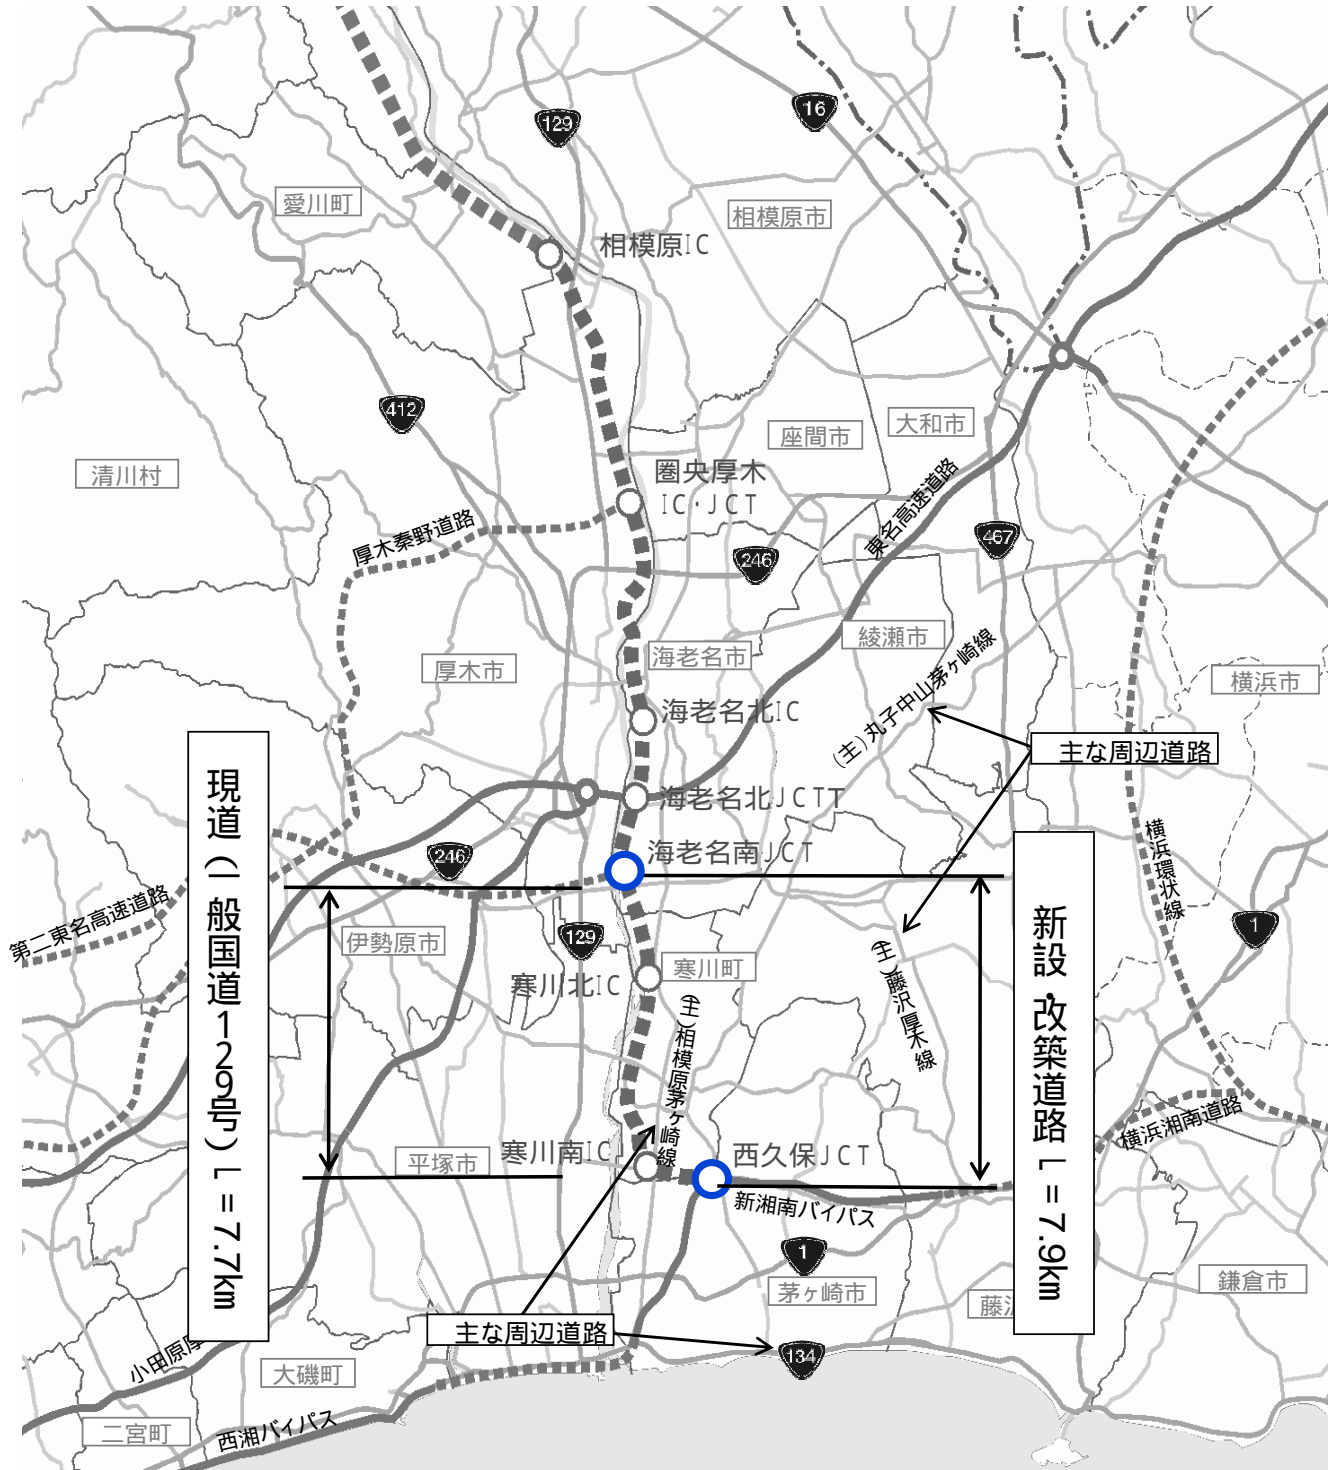 129
16
愛川町
相模原市
相模原IC
412
座間市
大和市
清川村
圏央厚木
IC・JCT
厚木秦野道路
東名高速道路
467
246
綾瀬市
海老名市
厚木市
横浜市
(主)丸子中山茅ヶ崎線
海老名北IC
主な周辺道路
海老名北JCTT
海老名南JCT
246
横浜環状線
第二東名高速道路
伊勢原市
129
1
寒川町
寒川北IC
(主)相模原茅ヶ崎線
(主)藤沢厚木線
現道(一般国道129号)L=7.7km
新設・改築道路L=7.9km
横浜湘南道路
平塚市
寒川南IC
西久保JCT
新湘南バイパス
1
茅ヶ崎市
鎌倉市
藤沢
主な周辺道路
134
小田原厚
大磯町
二宮町
西湘バイパス